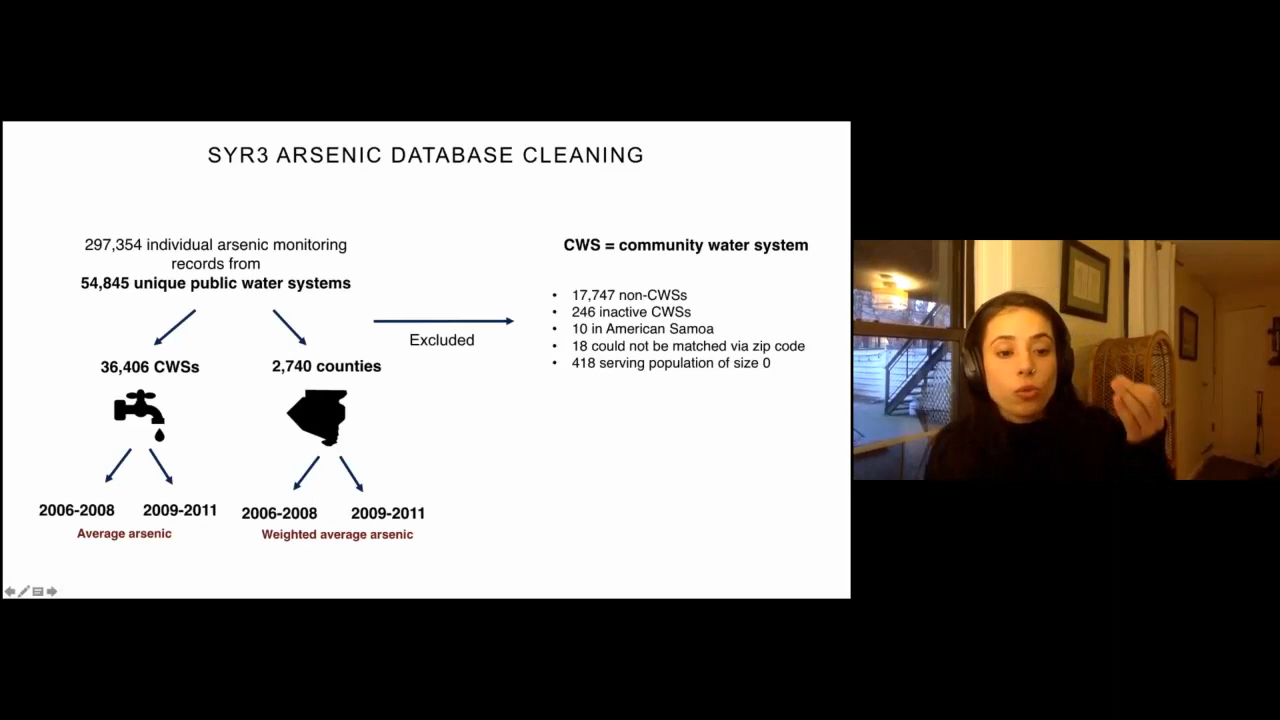 SYR3 ARSENIC DATABASE CLEANING
297,354 individual arsenic monitoring
records from
54,845 unique public water systems
36,406 CWSs
2,740 counties
2006-2008
2009-2011
Average arsenic
2006-2008
2009-2011
Weighted average arsenic
Excluded
CWS = community water system
• 17,747 non-CWSs
• 246 inactive CWSs
• 10 in American Samoa
• 18 could not be matched via zip code
• 418 serving population of size 0